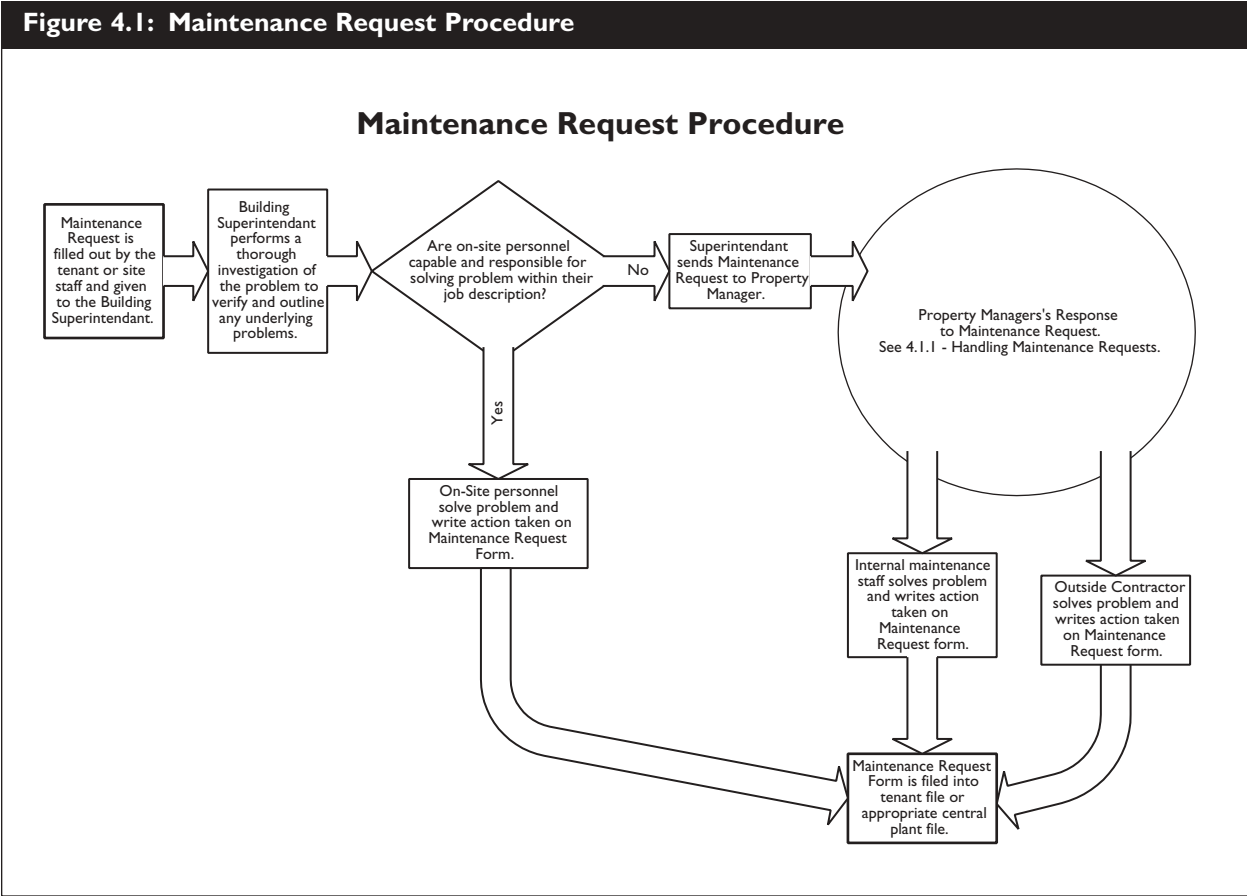 Figure 4.1: Maintenance Request Procedure
Maintenance Request Procedure
Maintenance
Request is
filled out by the
tenant or site
staff and given
to the Building
Superintendant.
Building
Superintendant
performs a
thorough
investigation of
the problem to
verify and outline
any underlying
problems.
Are on-site personnel
capable and responsible for
solving problem within their
job description?
No
Superintendant
sends Maintenance
Request to Property
Manager.
Property Managers's Response
to Maintenance Request.
See 4.1.1 - Handling Maintenance Requests.
Yes
On-Site personnel
solve problem and
write action taken on
Maintenance Request
Form.
Internal maintenance
staff solves problem
and writes action
taken on
Maintenance
Request form.
Outside Contractor
solves problem and
writes action taken
on Maintenance
Request form.
Maintenance Request
Form is filed into
tenant file or
appropriate central
plant file.